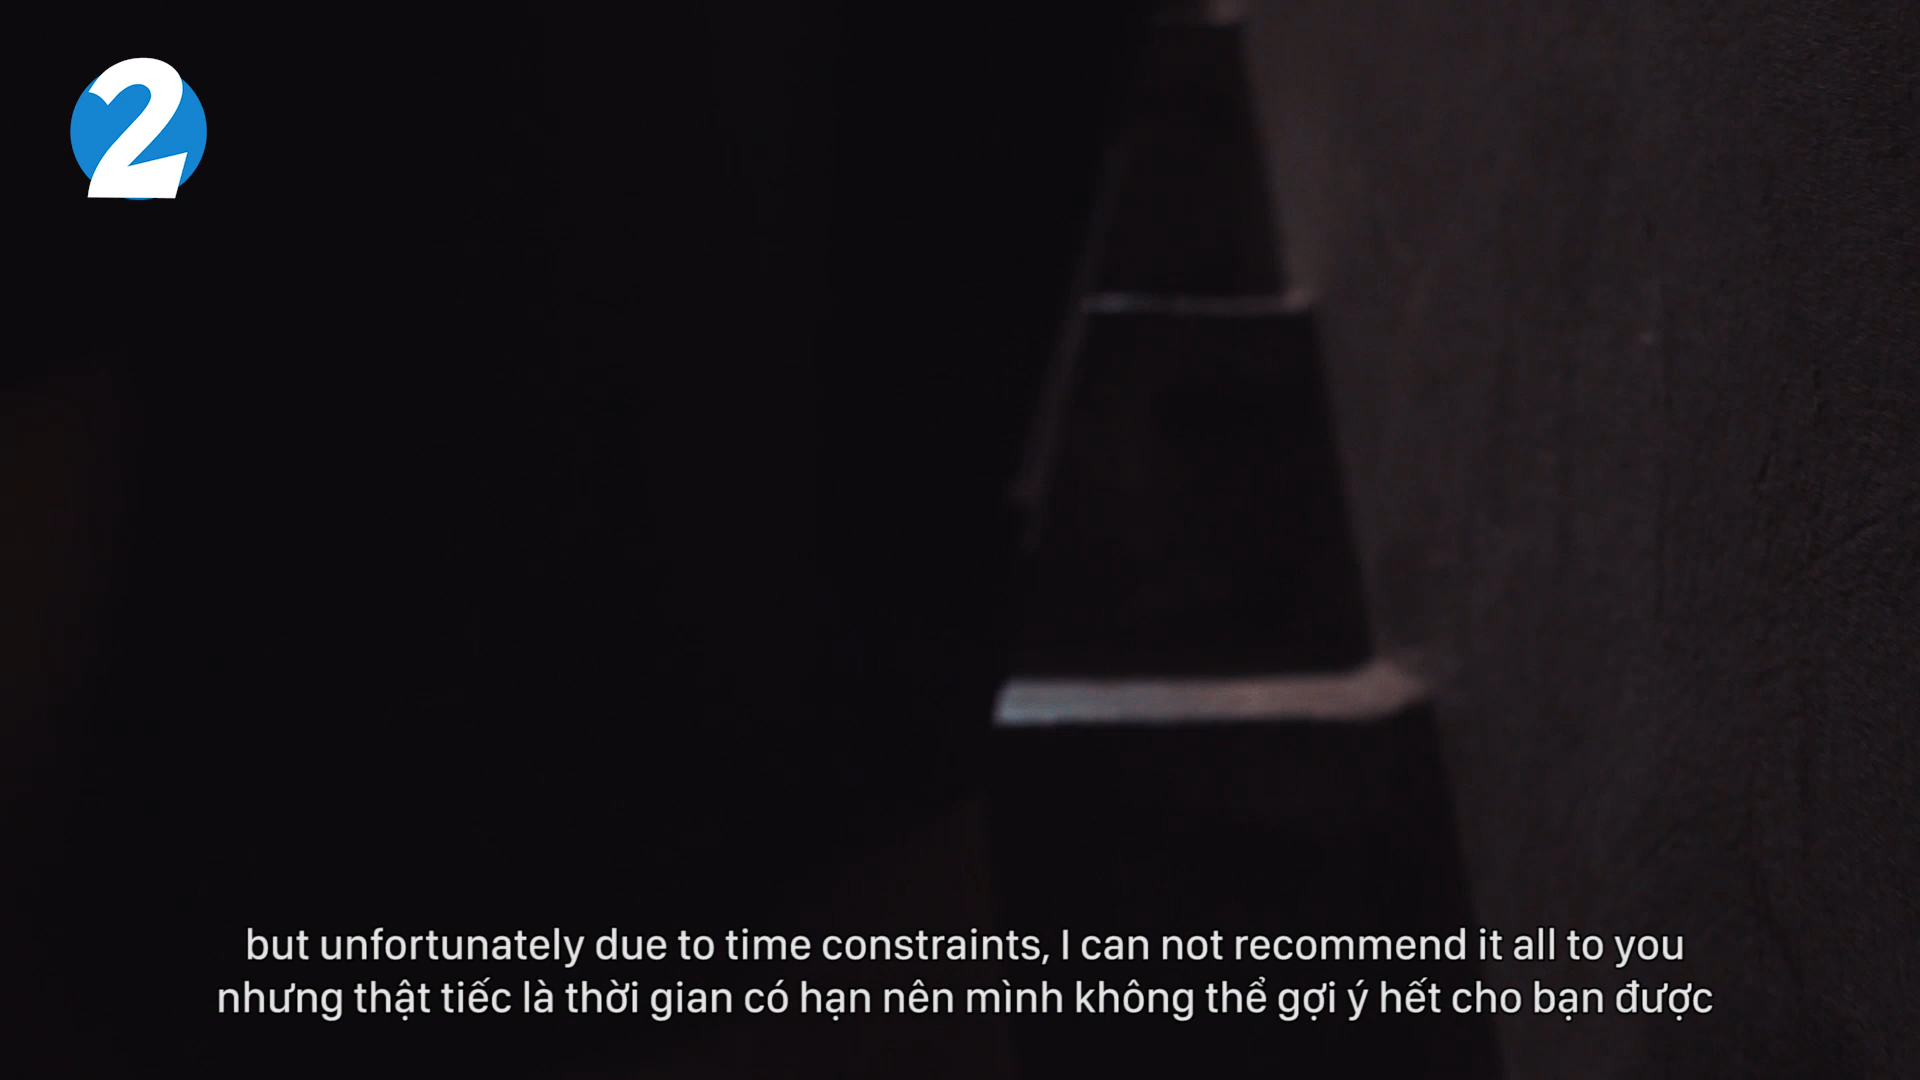 2
but unfortunately due to time constraints, I can not recommend it all to you
nhưng thật tiếc là thời gian có hạn nên mình không thể gợi ý hết cho bạn được